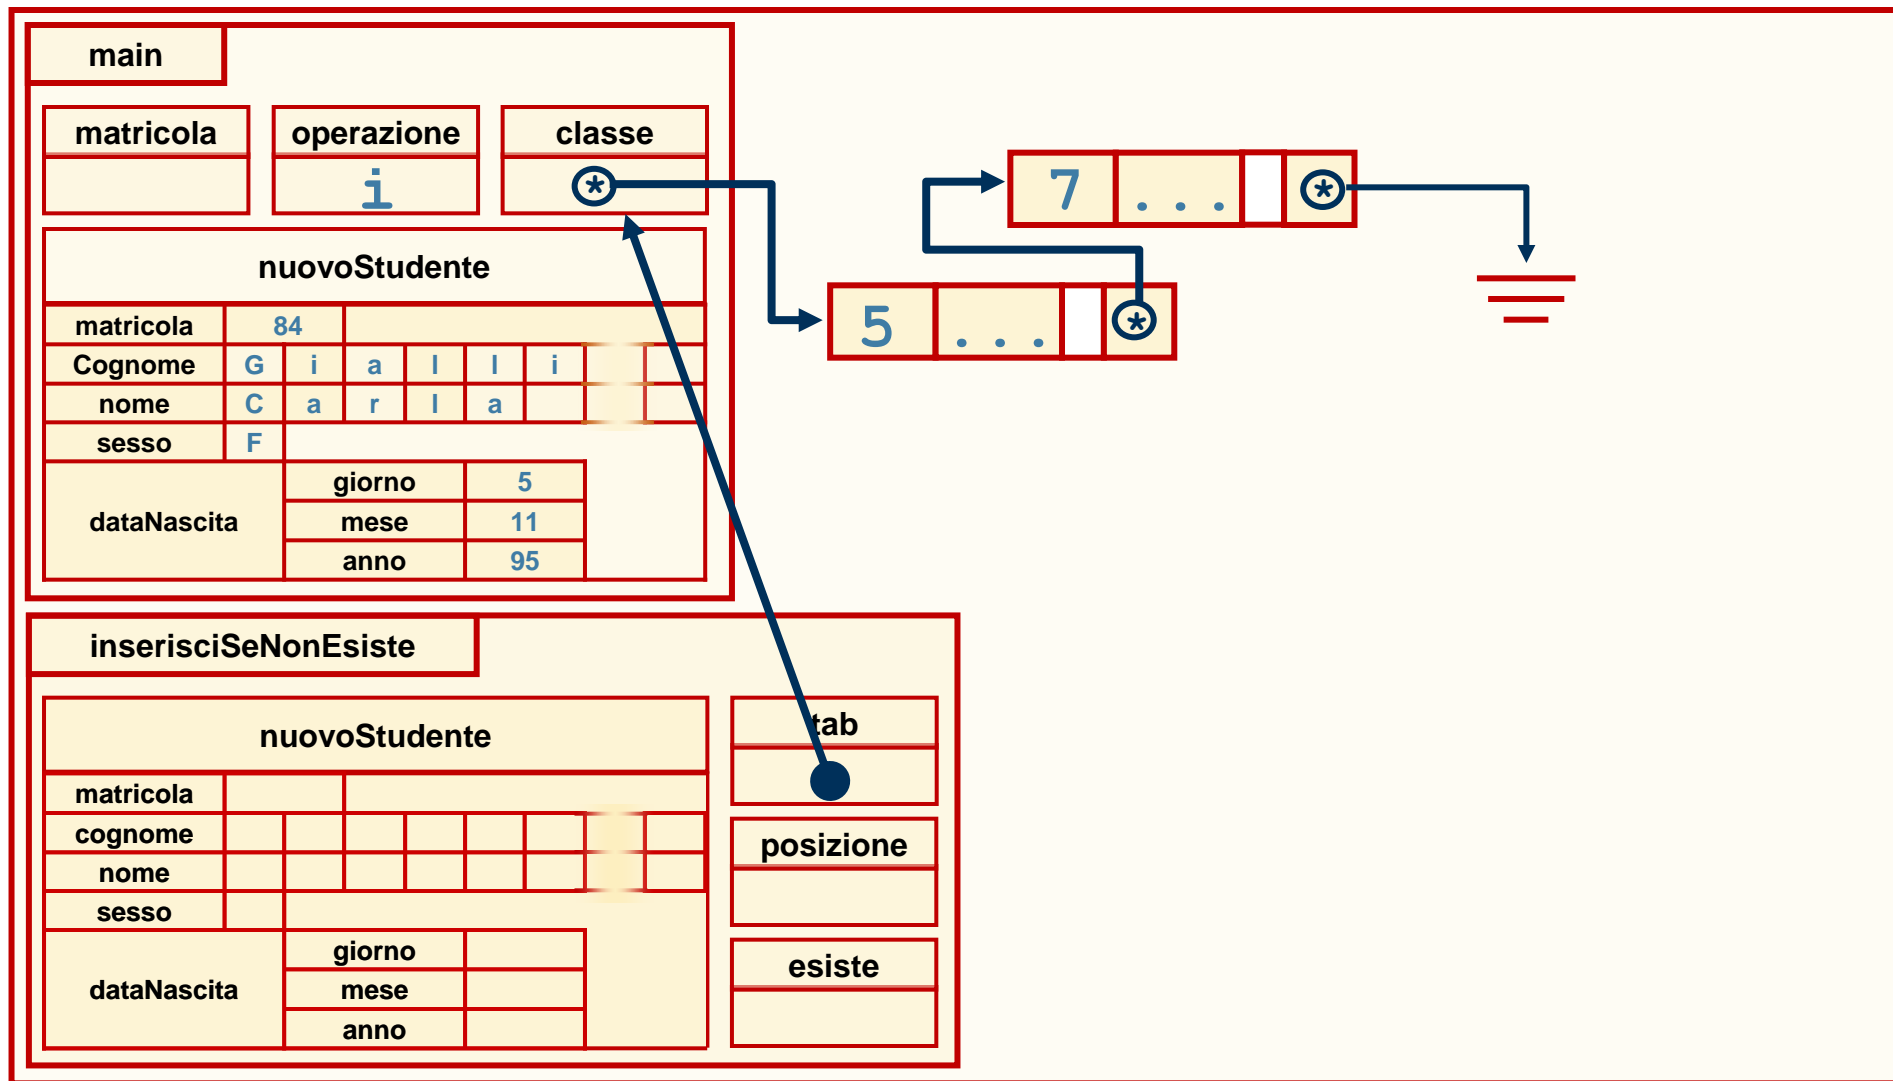 main
matricola operazione classe
i *
7 . . . *
5 . . . *
nuovoStudente
matricola 84
Cognome G i a l l i
nome C a r l a
sesso F
dataNascita
giorno 5
mese 11
anno 95
inserisciSeNonEsiste
nuovoStudente
matricola
cognome
nome
sesso
dataNascita
giorno
mese
anno
tab
posizione
esiste